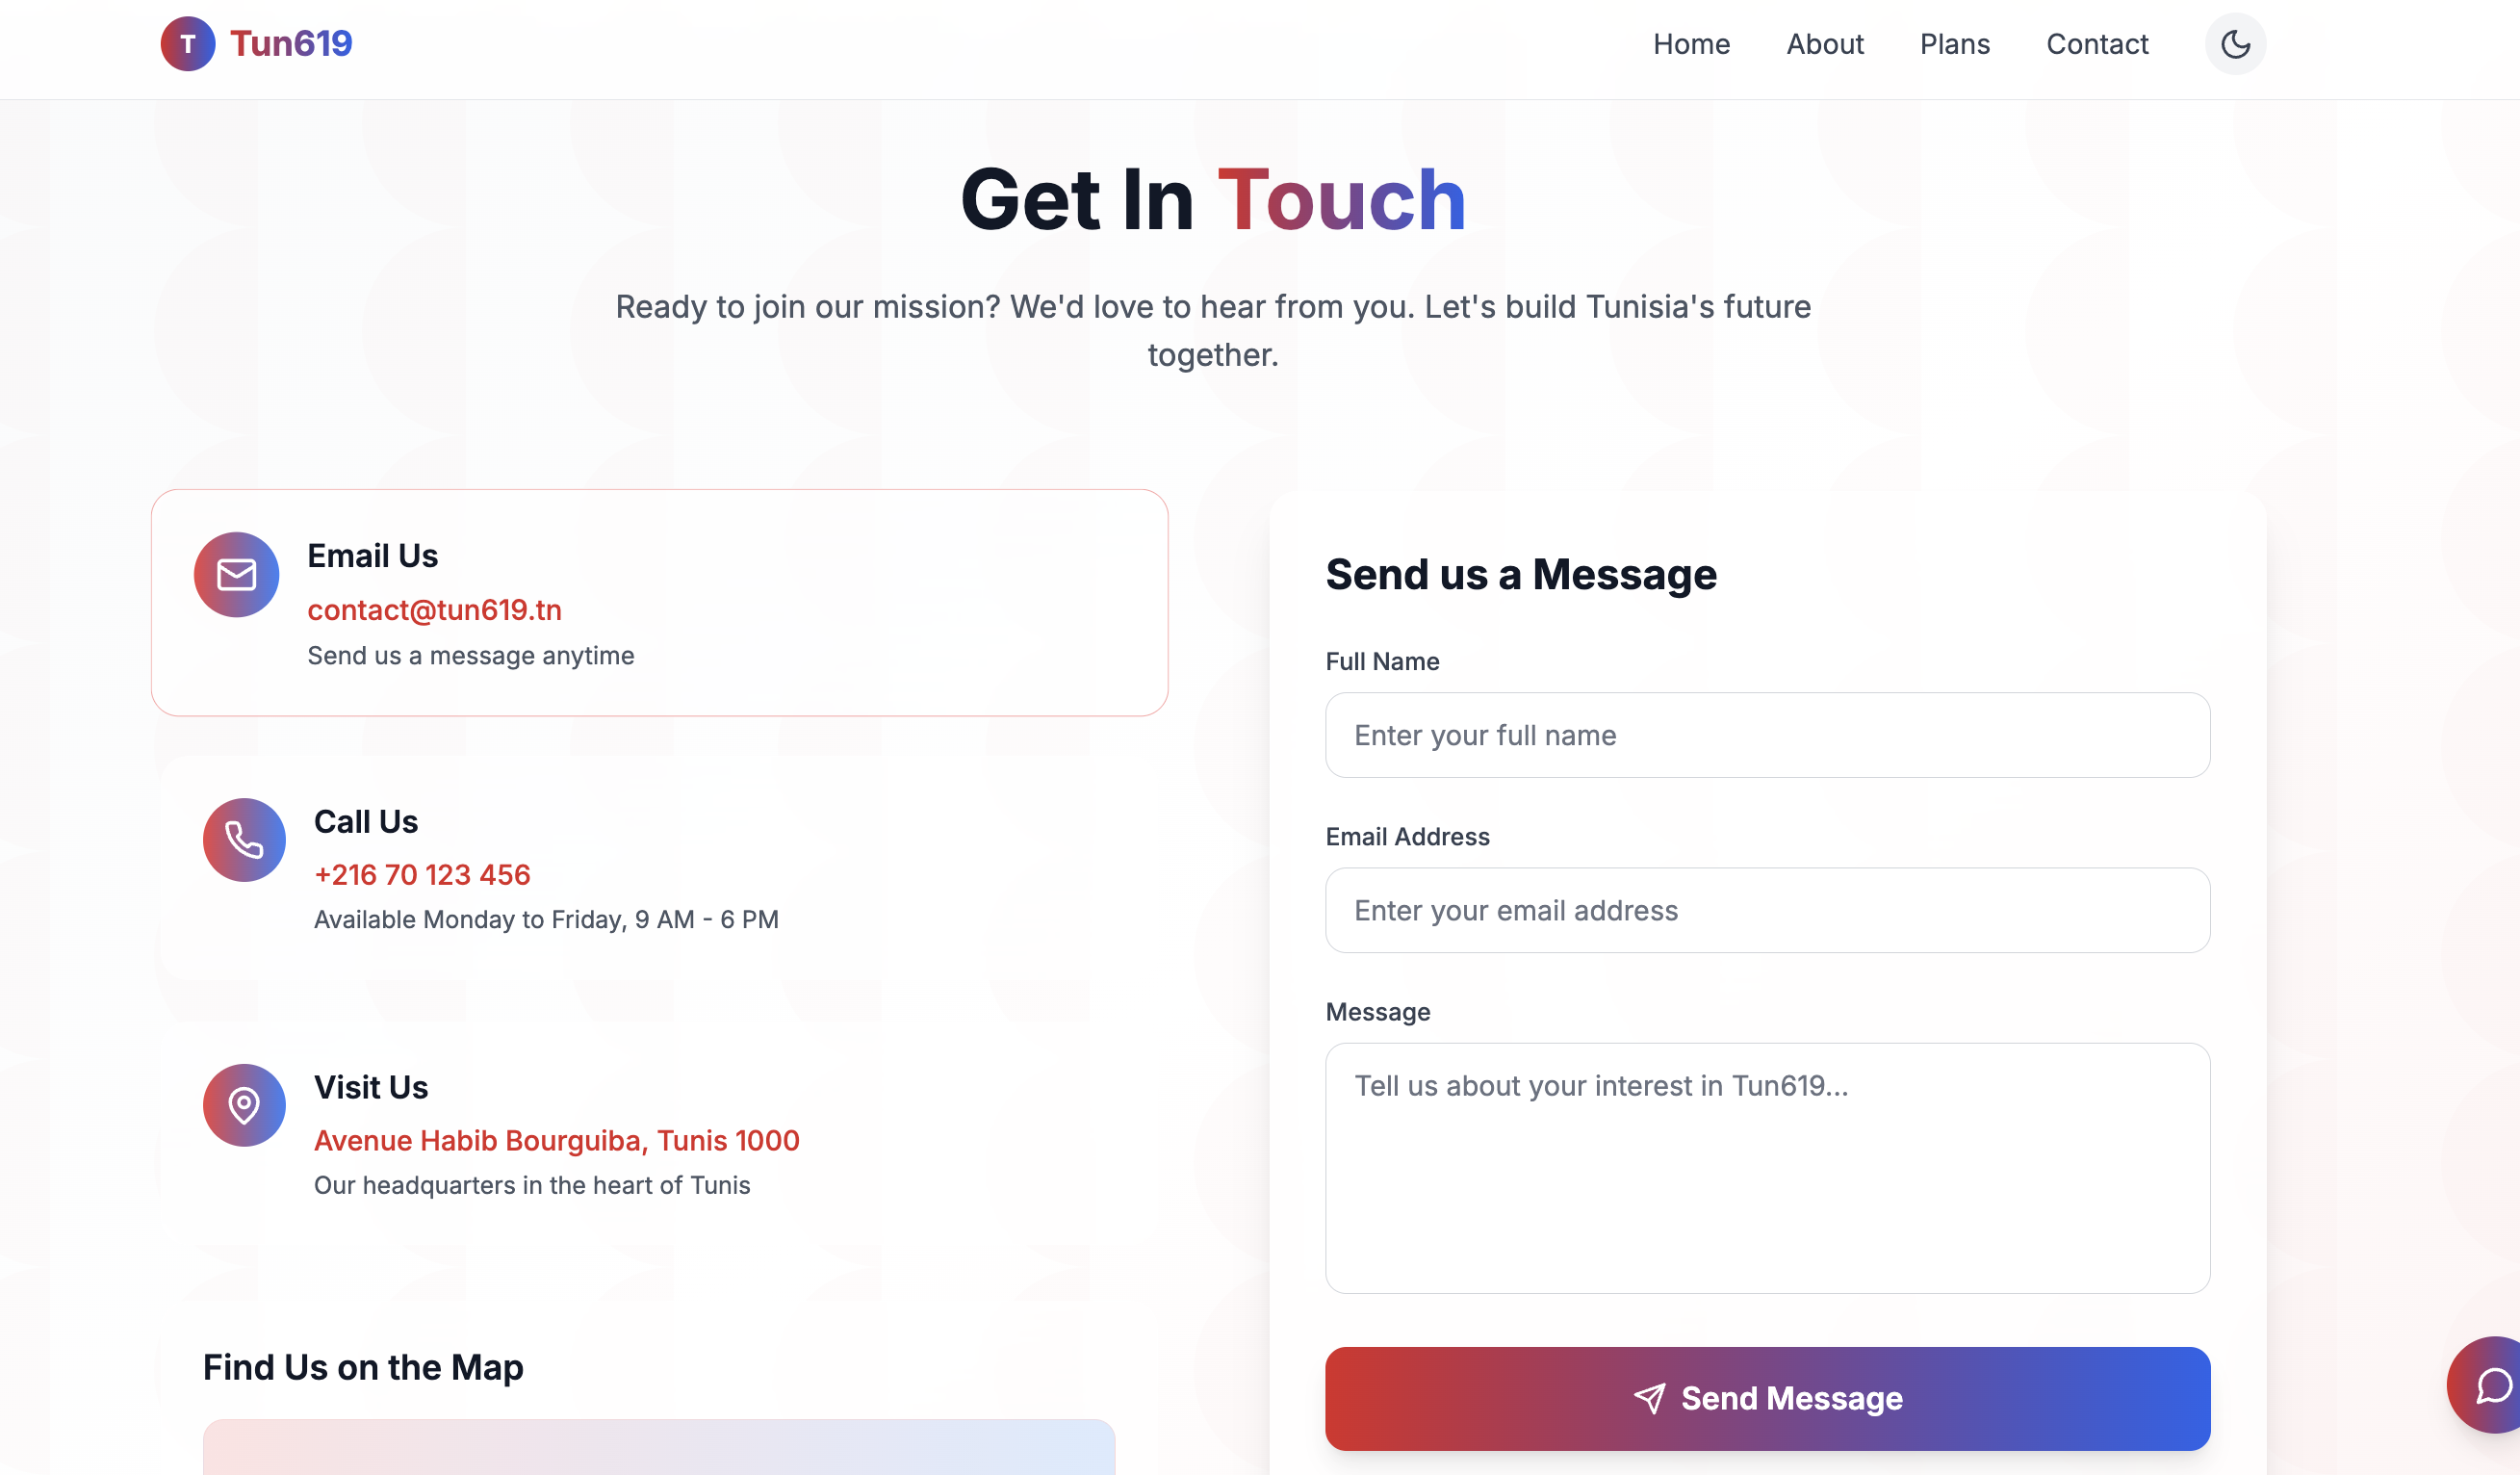 T Tun619
Home About Plans Contact
Get In Touch
Ready to join our mission? We'd love to hear from you. Let's build Tunisia's future
together.
Email Us
contact@tun619.tn
Send us a message anytime
Call Us
+216 70 123 456
Available Monday to Friday, 9 AM - 6 PM
Visit Us
Avenue Habib Bourguiba, Tunis 1000
Our headquarters in the heart of Tunis
Find Us on the Map
Send us a Message
Full Name
Enter your full name
Email Address
Enter your email address
Message
Tell us about your interest in Tun619...
Send Message